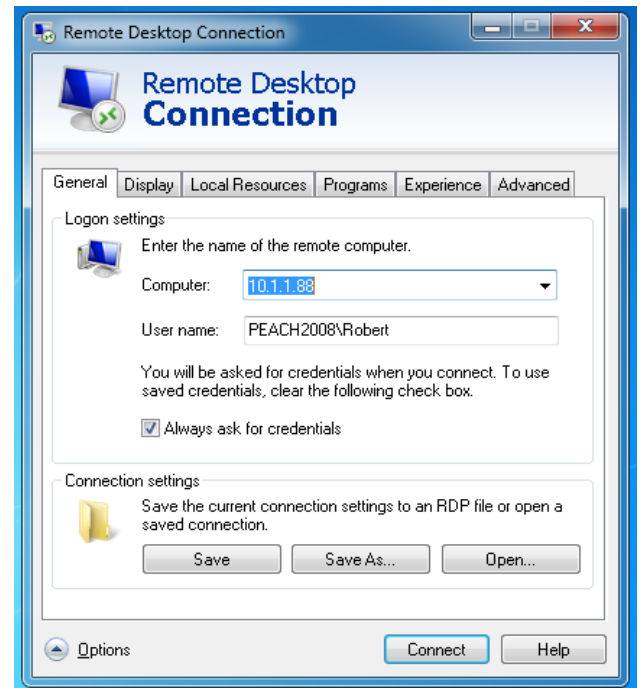 Remote Desktop Connection
Remote Desktop
Connection
General Display Local Resources Programs Experience Advanced
Logon settings
Enter the name of the remote computer.
Computer: 10.1.1.88
User name: PEACH2008\Robert
You will be asked for credentials when you connect. To use
saved credentials, clear the following check box.
Always ask for credentials
Connection settings
Save the current connection settings to an RDP file or open a
saved connection.
Save Save As... Open...
Options Connect Help